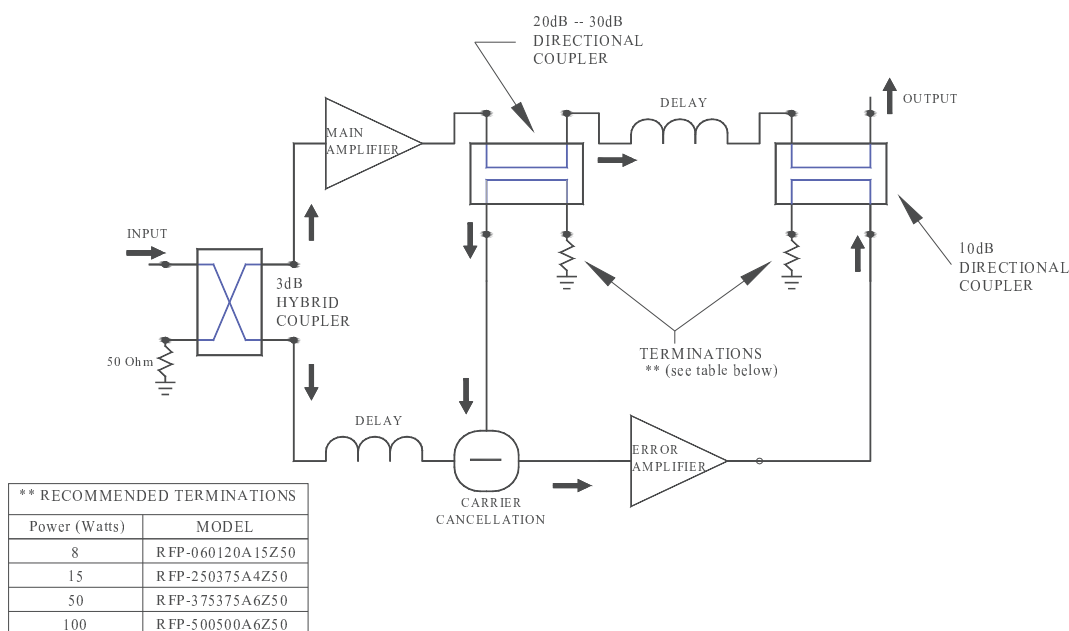 20dB -- 30dB
DIRECTIONAL
COUPLER
DELAY
OUTPUT
MAIN
AMPLIFIER
INPUT
3dB
HYBRID
COUPLER
10dB
DIRECTIONAL
COUPLER
50 Ohm
TERMINATIONS
** (see table below)
DELAY
ERROR
AMPLIFIER
CARRIER
CANCELLATION
** RECOMMENDED TERMINATIONS
Power (Watts) MODEL
8 RFP-060120A15Z50
15 RFP-250375A4Z50
50 RFP-375375A6Z50
100 RFP-500500A6Z50